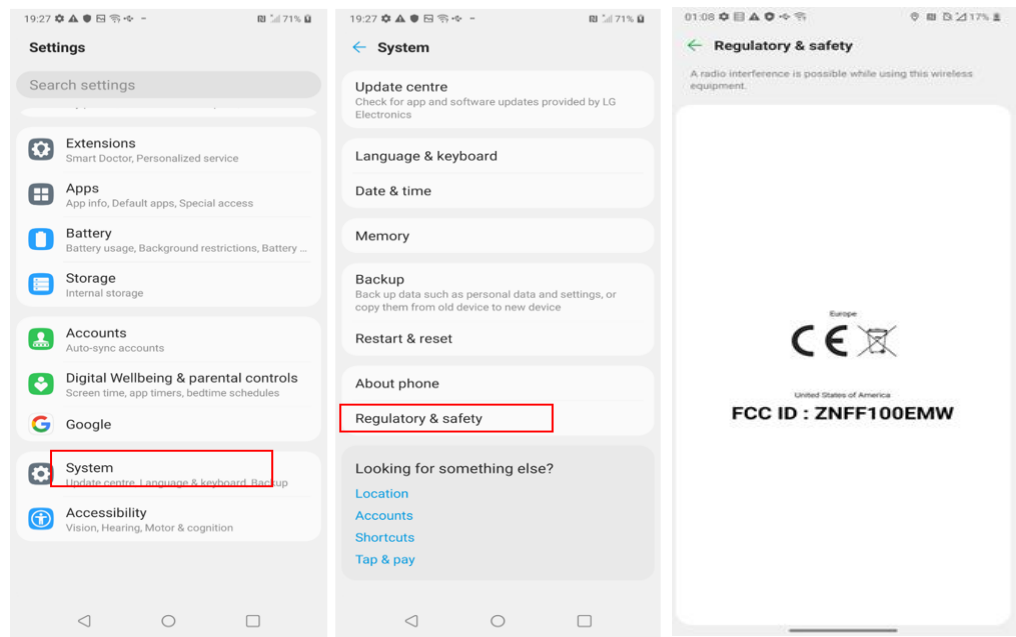 19:27
71%
Settings
Search settings
Extensions
Smart Doctor, Personalized service
Apps
App info, Default apps, Special access
Battery
Battery usage, Background restrictions, Battery ...
Storage
Internal storage
Accounts
Auto-sync accounts
Digital Wellbeing & parental controls
Screen time, app timers, bedtime schedules
Google
System
Update centre, Language & keyboard, Backup
Accessibility
Vision, Hearing, Motor & cognition
19:27
71%
System
Update centre
Check for app and software updates provided by LG
Electronics
Language & keyboard
Date & time
Memory
Backup
Back up data such as personal data and settings, or
copy them from old device to new device
Restart & reset
About phone
Regulatory & safety
Looking for something else?
Location
Accounts
Shortcuts
Tap & pay
01:08
17%
Regulatory & safety
A radio interference is possible while using this wireless
equipment.
Europe
CE
United States of America
FCC ID : ZNFF100EMW